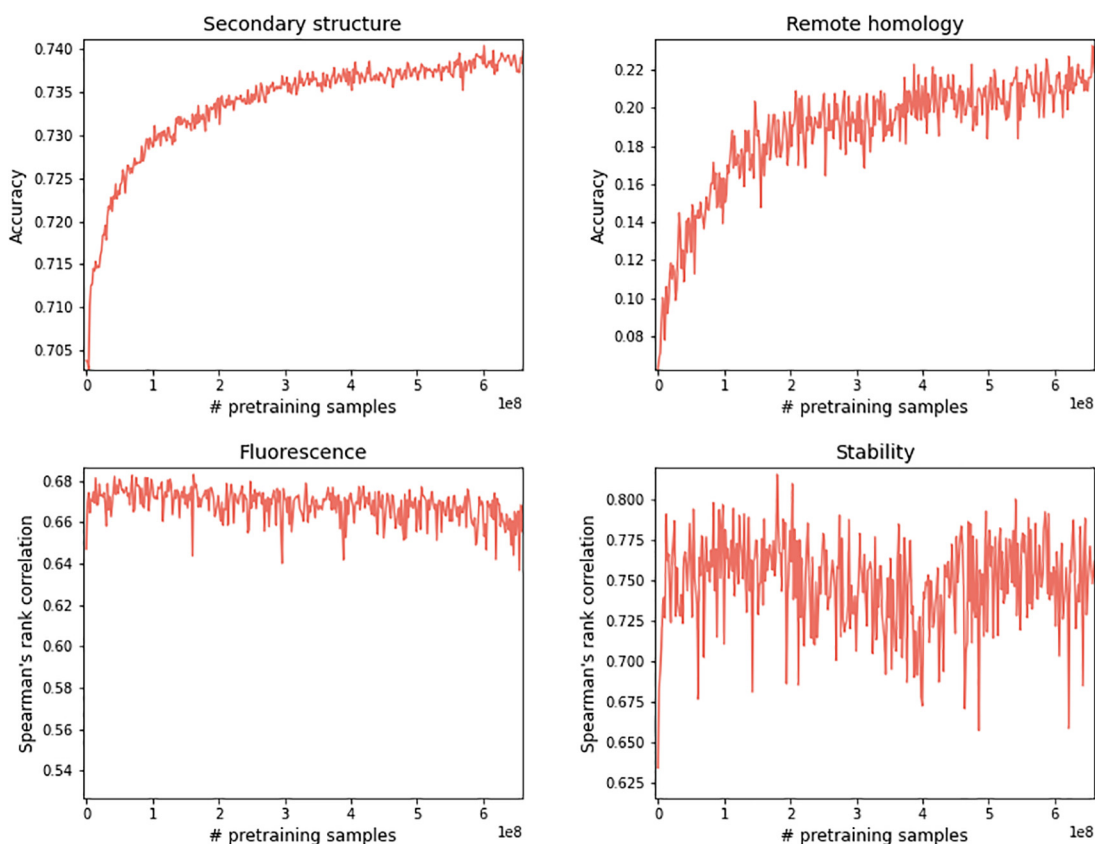 Secondary structure
0.740
0.735
0.730
0.725
0.720
0.715
0.710
0.705
Accuracy
0 1 2 3 4 5 6
1e8
# pretraining samples
Remote homology
0.22
0.20
0.18
0.16
0.14
0.12
0.10
0.08
Accuracy
0 1 2 3 4 5 6
1e8
# pretraining samples
Fluorescence
0.68
0.66
0.64
0.62
0.60
0.58
0.56
0.54
Spearman's rank correlation
0 1 2 3 4 5 6
1e8
# pretraining samples
Stability
0.800
0.775
0.750
0.725
0.700
0.675
0.650
0.625
Spearman's rank correlation
0 1 2 3 4 5 6
1e8
# pretraining samples